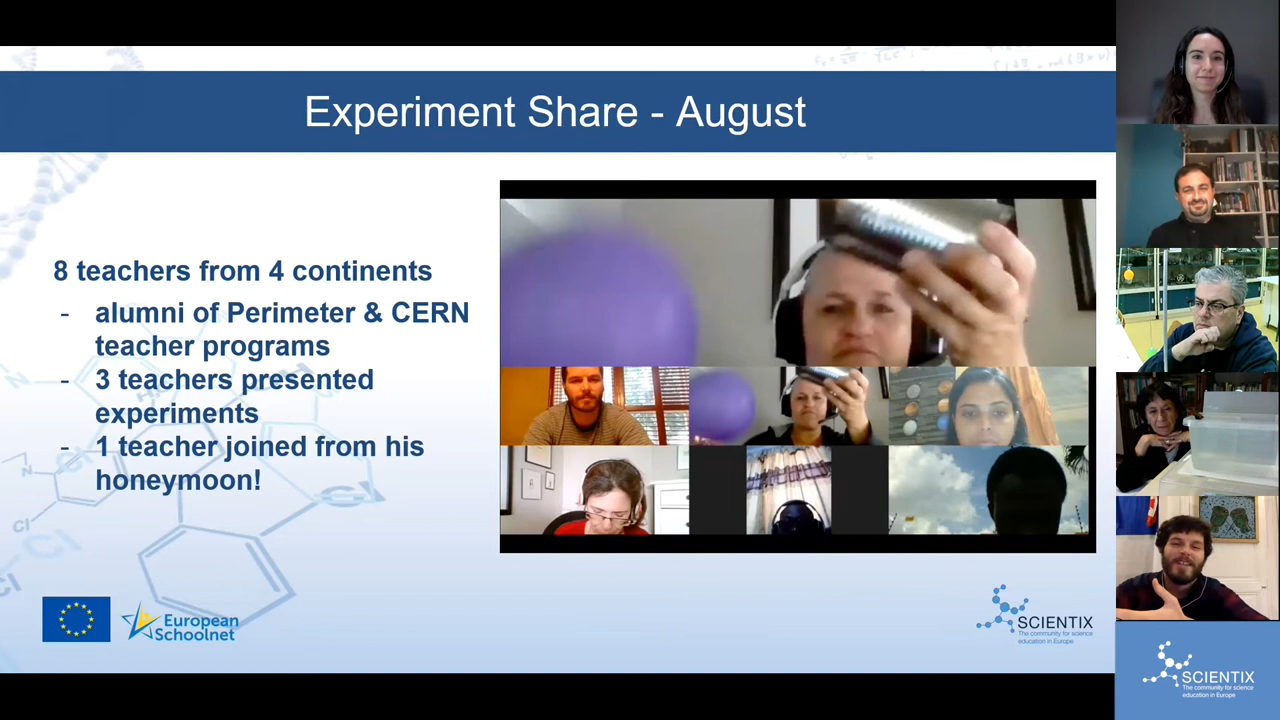 Experiment Share - August
8 teachers from 4 continents
- alumni of Perimeter & CERN
teacher programs
- 3 teachers presented
experiments
- 1 teacher joined from his
honeymoon!
European
Schoolnet
SCIENTIX
The community for science
education in Europe
SCIENTIX
The community for science
education in Europe